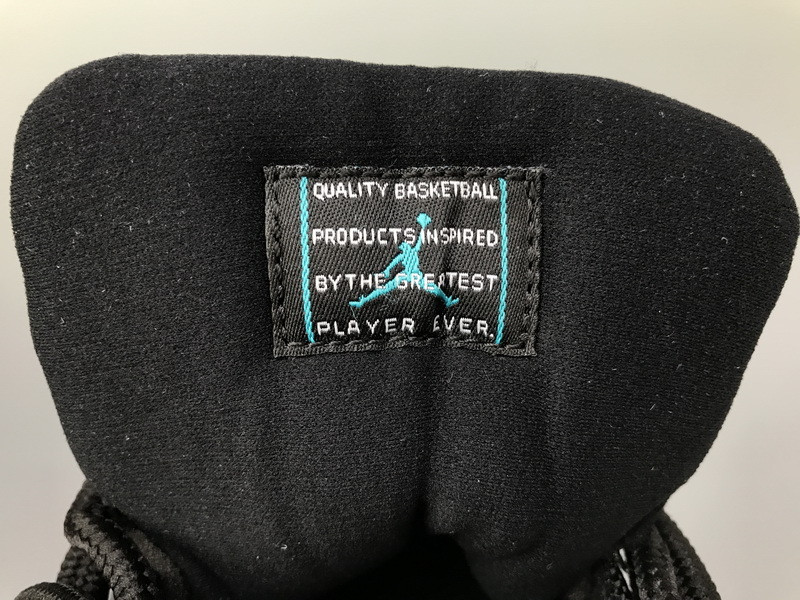 QUALITY BASKETBALL
PRODUCTS INSPIRED
BY THE GREATEST
PLAYER EVER.